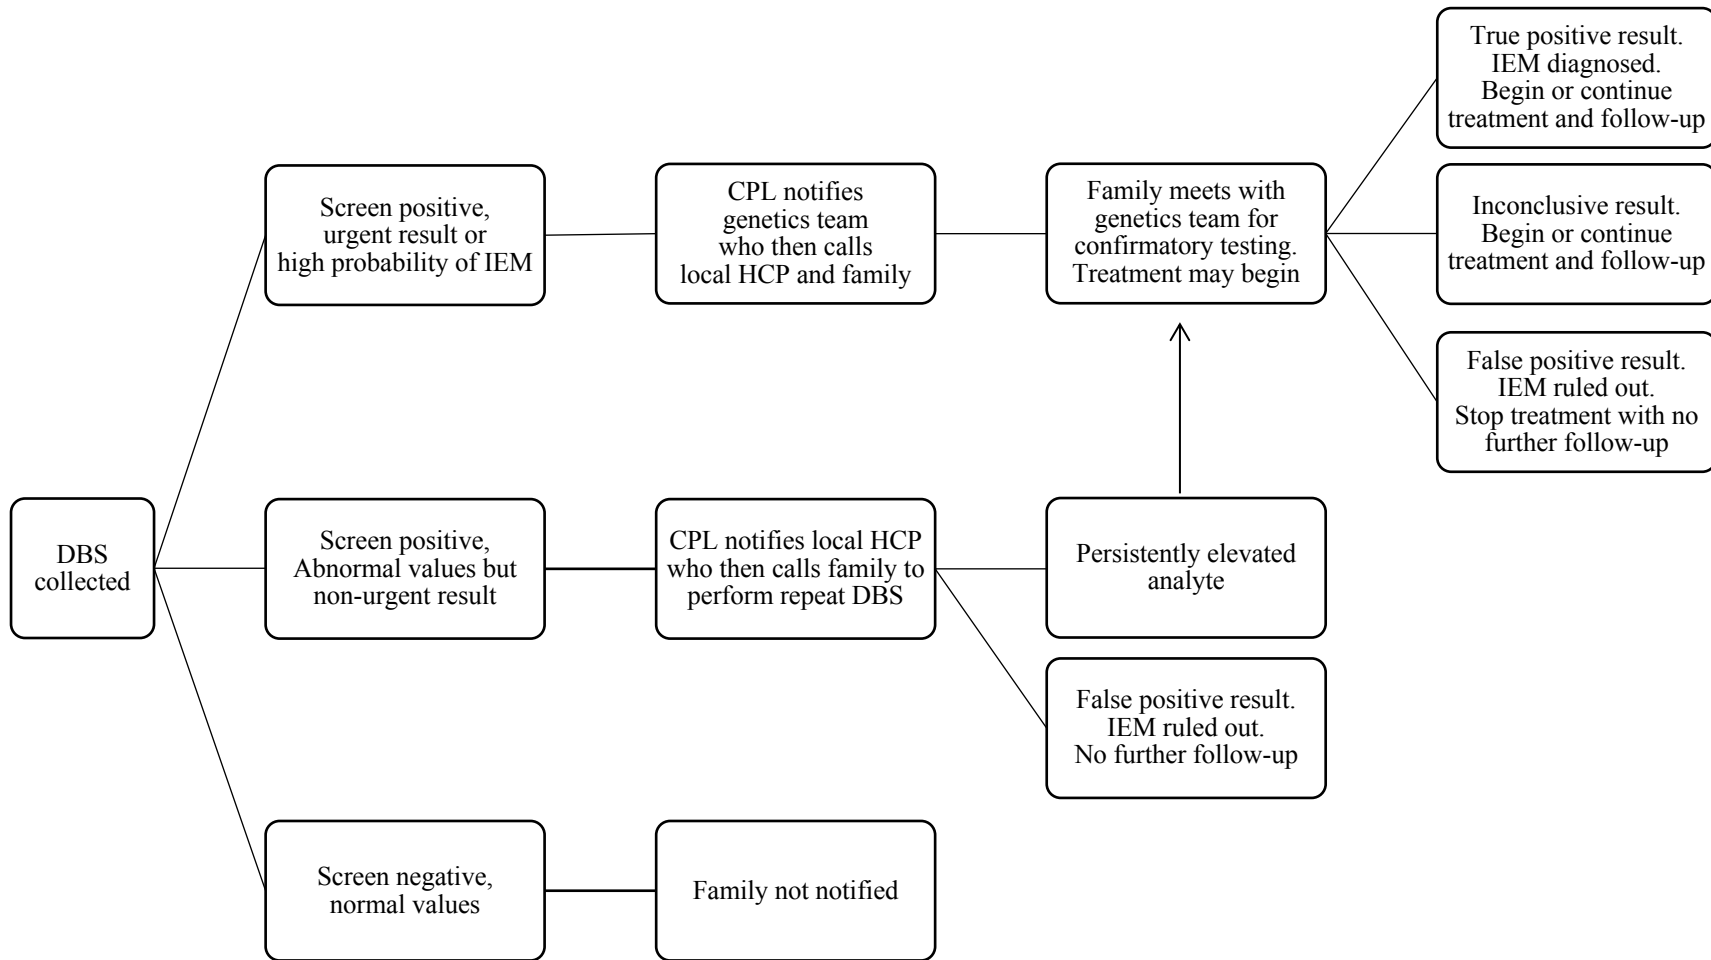 DBS
collected
Screen positive,
urgent result or
high probability of IEM
CPL notifies
genetics team
who then calls
local HCP and family
Family meets with
genetics team for
confirmatory testing.
Treatment may begin
True positive result.
IEM diagnosed.
Begin or continue
treatment and follow-up
Inconclusive result.
Begin or continue
treatment and follow-up
False positive result.
IEM ruled out.
Stop treatment with no
further follow-up
Screen positive,
Abnormal values but
non-urgent result
CPL notifies local HCP
who then calls family to
perform repeat DBS
Persistently elevated
analyte
False positive result.
IEM ruled out.
No further follow-up
Screen negative,
normal values
Family not notified